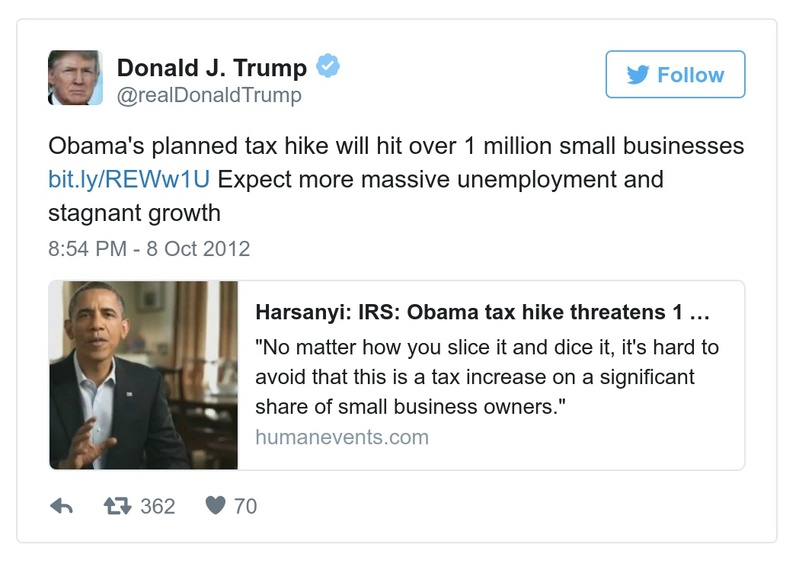 Donald J. Trump
@realDonaldTrump
Follow
Obama's planned tax hike will hit over 1 million small businesses
bit.ly/REWw1U Expect more massive unemployment and
stagnant growth
8:54 PM - 8 Oct 2012
Harsanyi: IRS: Obama tax hike threatens 1 ...
"No matter how you slice it and dice it, it's hard to
avoid that this is a tax increase on a significant
share of small business owners."
humanevents.com
362 70